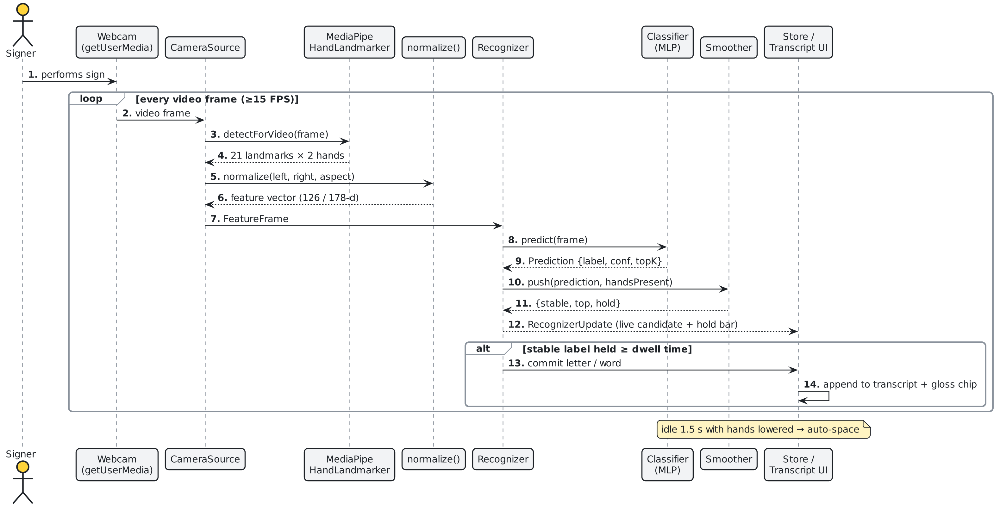 Signer
Webcam
(getUserMedia)
CameraSource
MediaPipe
HandLandmarker
normalize()
Recognizer
Classifier
(MLP)
Smoother
Store /
Transcript UI
1. performs sign
loop [every video frame (≥15 FPS)]
2. video frame
3. detectForVideo(frame)
4. 21 landmarks × 2 hands
5. normalize(left, right, aspect)
6. feature vector (126 / 178-d)
7. FeatureFrame
8. predict(frame)
9. Prediction {label, conf, topK}
10. push(prediction, handsPresent)
11. {stable, top, hold}
12. RecognizerUpdate (live candidate + hold bar)
alt [stable label held ≥ dwell time]
13. commit letter / word
14. append to transcript + gloss chip
idle 1.5 s with hands lowered → auto-space
Signer
Webcam
(getUserMedia)
CameraSource
MediaPipe
HandLandmarker
normalize()
Recognizer
Classifier
(MLP)
Smoother
Store /
Transcript UI